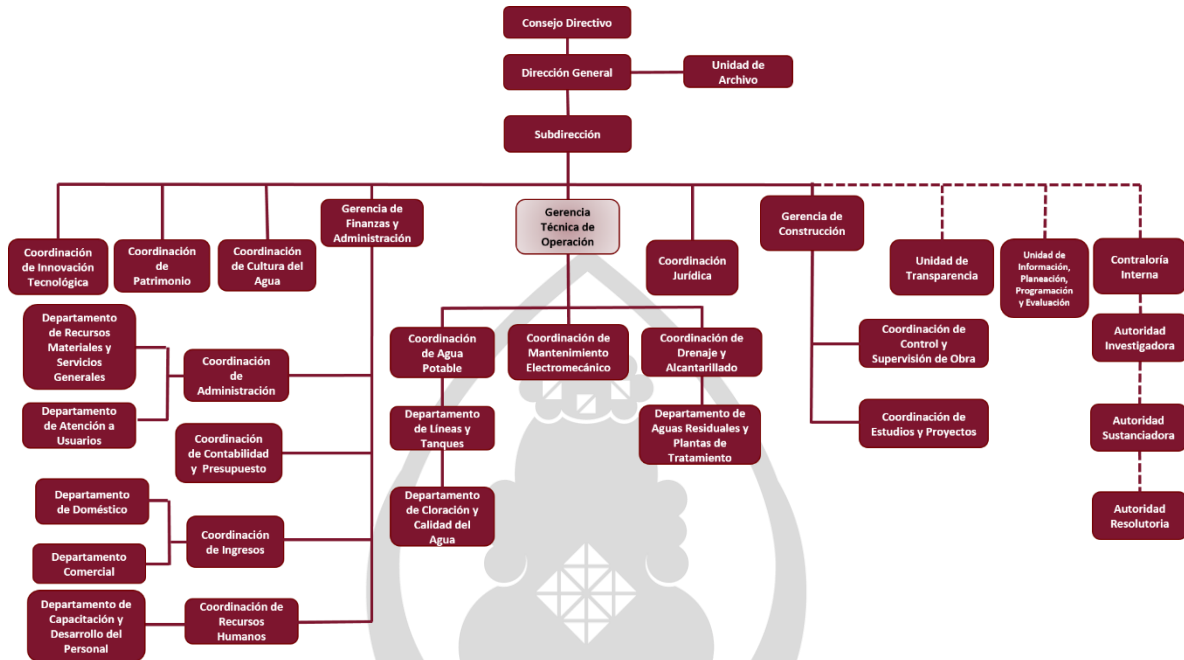 Consejo Directivo
Dirección General
Unidad de
Archivo
Subdirección
Coordinación
de Innovación
Tecnológica
Coordinación
de
Patrimonio
Coordinación
de Cultura del
Agua
Gerencia de
Finanzas y
Administración
Gerencia
Técnica de
Operación
Coordinación
Jurídica
Gerencia de
Construcción
Unidad de
Transparencia
Unidad de
Información,
Planeación,
Programación
y Evaluación
Contraloría
Interna
Departamento
de Recursos
Materiales y
Servicios
Generales
Coordinación
de
Administración
Departamento
de Atención a
Usuarios
Coordinación
de Contabilidad
y Presupuesto
Departamento
de Doméstico
Coordinación
de Ingresos
Departamento
Comercial
Departamento de
Capacitación y
Desarrollo del
Personal
Coordinación de
Recursos
Humanos
Coordinación
de Agua
Potable
Coordinación de
Mantenimiento
Electromecánico
Coordinación
de Drenaje y
Alcantarillado
Departamento
de Líneas y
Tanques
Departamento de
Aguas Residuales y
Plantas de
Tratamiento
Departamento
de Cloración y
Calidad del
Agua
Coordinación de
Control y
Supervisión de Obra
Coordinación de
Estudios y Proyectos
Autoridad
Investigadora
Autoridad
Sustanciadora
Autoridad
Resolutoria